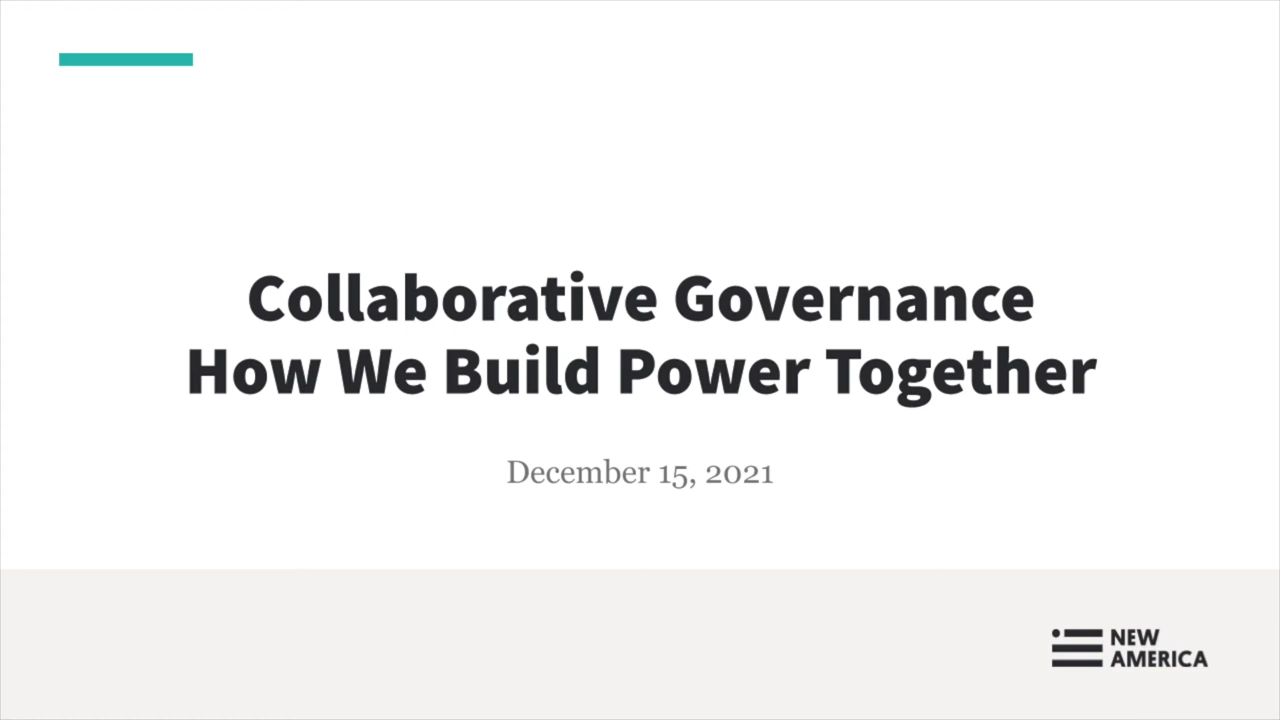 Collaborative Governance
How We Build Power Together
December 15, 2021
NEW
AMERICA